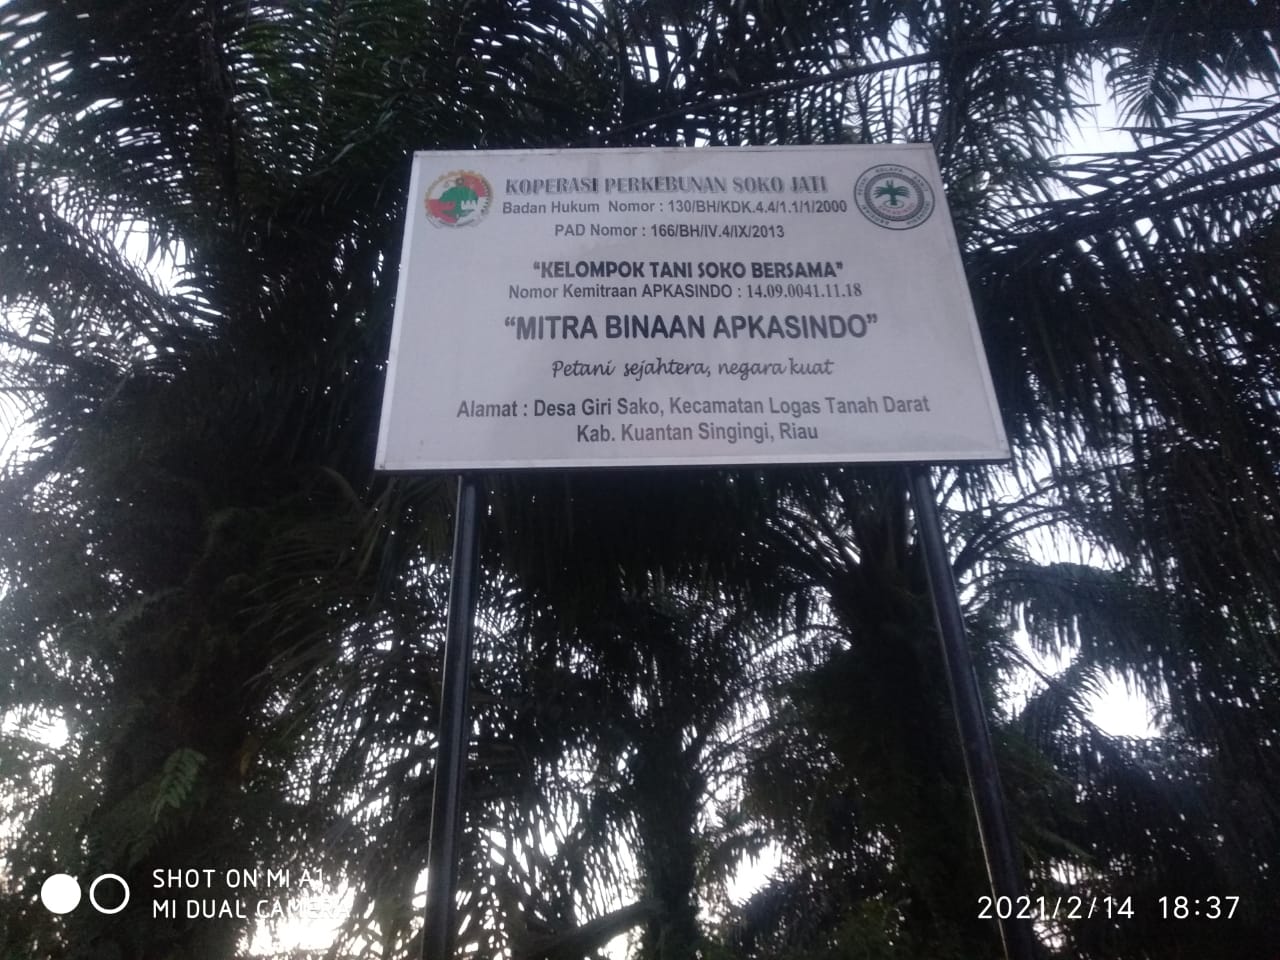 KOPERASI PERKEBUNAN SOKO JATI
Badan Hukum Nomor : 130/BH/KDK.4.4/1.1/1/2000
PAD Nomor : 166/BH/IV.4/IX/2013
“KELOMPOK TANI SOKO BERSAMA”
Nomor Kemitraan APKASINDO : 14.09.0041.11.18
“MITRA BINAAN APKASINDO”
Petani sejahtera, negara kuat
Alamat : Desa Giri Sako, Kecamatan Logas Tanah Darat
Kab. Kuantan Singingi, Riau
SHOT ON MI A1
MI DUAL CAMERA
2021/2/14 18:37